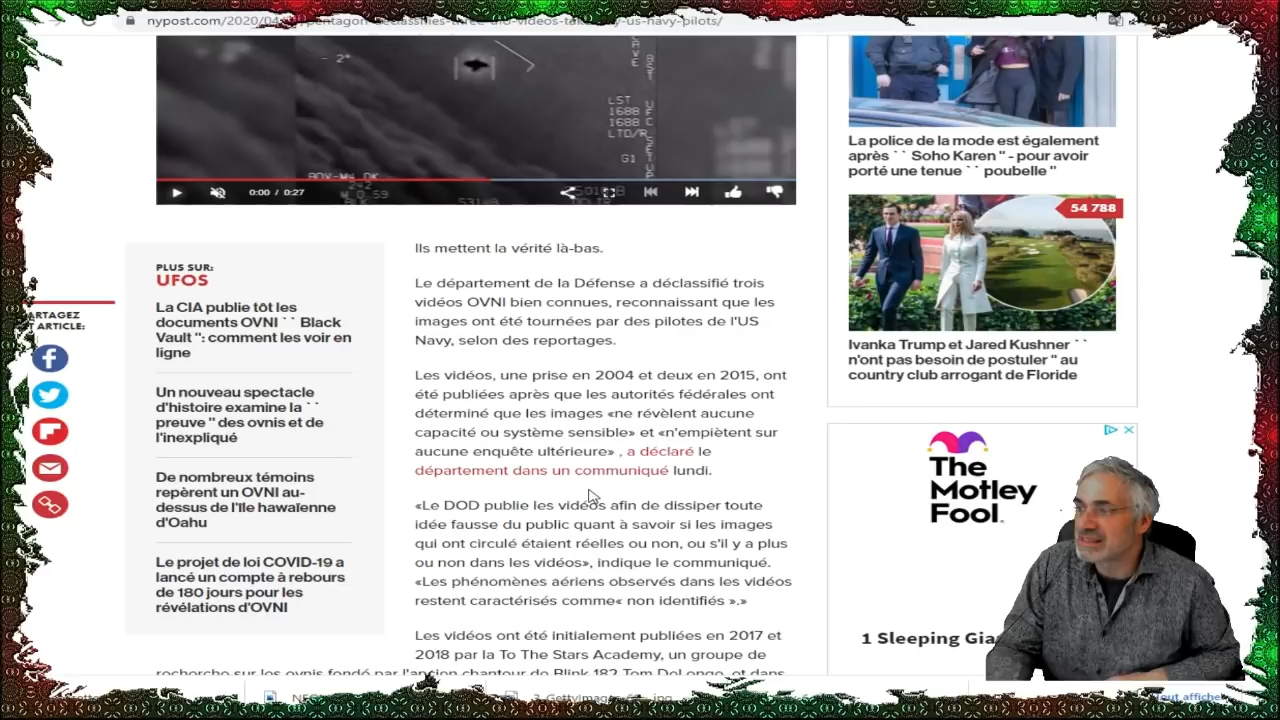 nypost.com/2020/04/
-us-navy-pilots/
- 2°
LST
1688
1688
LTD/R
G1
0:00 / 0:27
Ils mettent la vérité là-bas.
Le département de la Défense a déclassifié trois
vidéos OVNI bien connues, reconnaissant que les
images ont été tournées par des pilotes de l'US
Navy, selon des reportages.
Les vidéos, une prise en 2004 et deux en 2015, ont
été publiées après que les autorités fédérales ont
déterminé que les images «ne révèlent aucune
capacité ou système sensible» et «n'empiètent sur
aucune enquête ultérieure» , a déclaré le
département dans un communiqué lundi.
«Le DOD publie les vidéos afin de dissiper toute
idée fausse du public quant à savoir si les images
qui ont circulé étaient réelles ou non, ou s'il y a plus
ou non dans les vidéos», indique le communiqué.
«Les phénomènes aériens observés dans les vidéos
restent caractérisés comme« non identifiés ».»
Les vidéos ont été initialement publiées en 2017 et
2018 par la To The Stars Academy, un groupe de
recherche sur les ovnis fondé par l'ancien chanteur de Blink 182 Tom DeLonge, et dans
PLUS SUR:
UFOS
La CIA publie tôt les
documents OVNI `` Black
Vault '': comment les voir en
ligne
Un nouveau spectacle
d'histoire examine la ``
preuve '' des ovnis et de
l'inexpliqué
De nombreux témoins
repèrent un OVNI au-
dessus de l'île hawaïenne
d'Oahu
Le projet de loi COVID-19 a
lancé un compte à rebours
de 180 jours pour les
révélations d'OVNI
ARTAGEZ
T ARTICLE:
La police de la mode est également
après `` Soho Karen '' - pour avoir
porté une tenue `` poubelle ''
54 788
Ivanka Trump et Jared Kushner ``
n'ont pas besoin de postuler '' au
country club arrogant de Floride
The
Motley
Fool.
1 Sleeping Gia